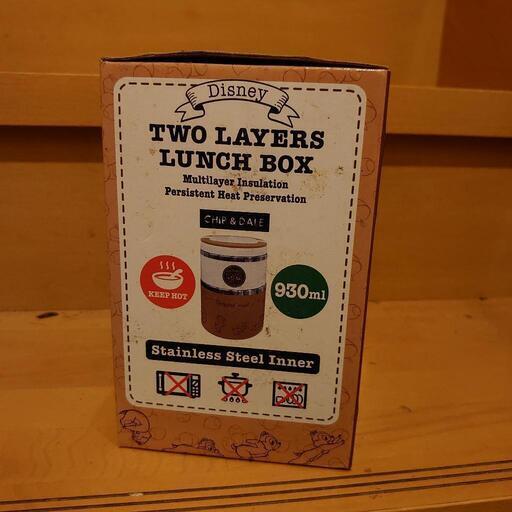 Disney
TWO LAYERS
LUNCH BOX
Multilayer Insulation
Persistent Heat Preservation
CHIP & DALE
KEEP HOT
930ml
Stainless Steel Inner